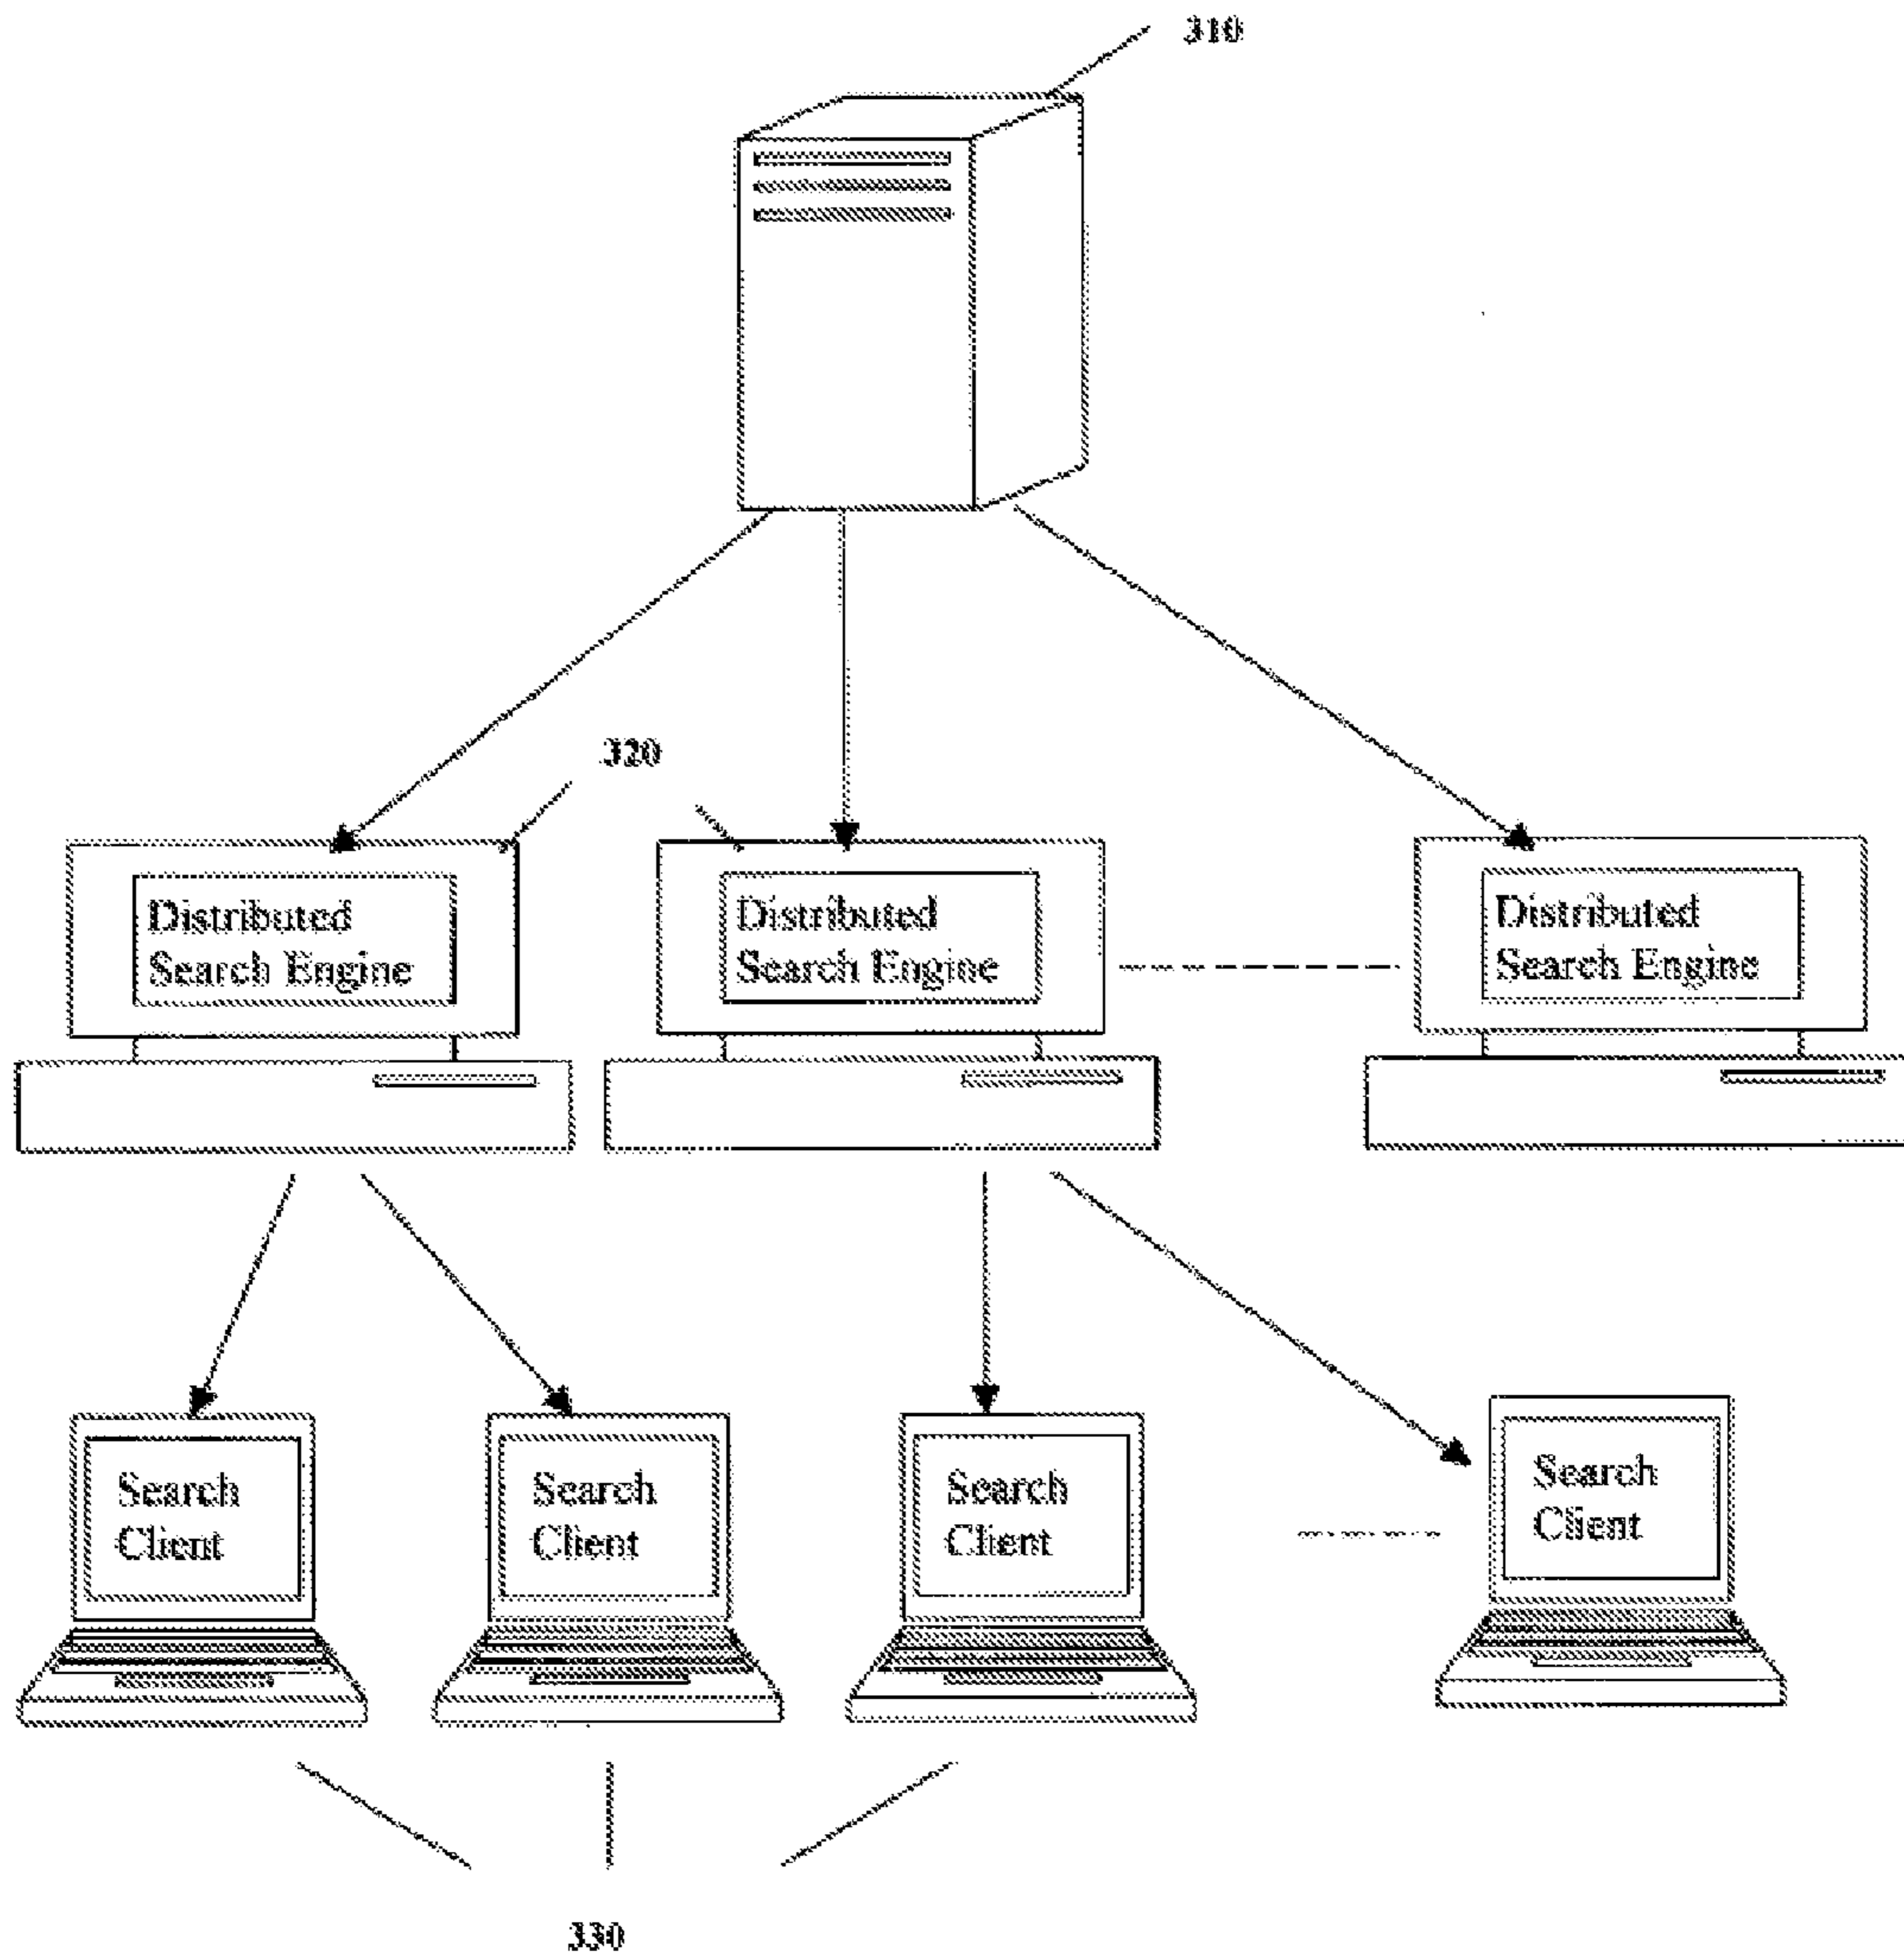 310
320
Distributed
Search Engine
Distributed
Search Engine
Distributed
Search Engine
Search
Client
Search
Client
Search
Client
Search
Client
330